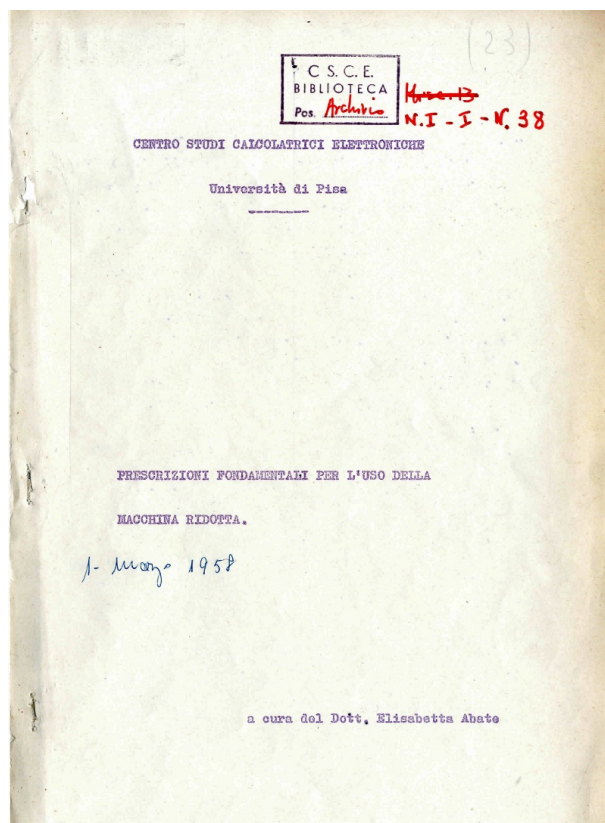 (23)
C S. C. E.
BIBLIOTECA
Pos. Archivio
N. I - I - N. 38
CENTRO STUDI CALCOLATRICI ELETTRONICHE
Università di Pisa
PRESCRIZIONI FONDAMENTALI PER L'USO DELLA
MACCHINA RIDOTTA.
1- Marzo 1958
a cura del Dott. Elisabetta Abate